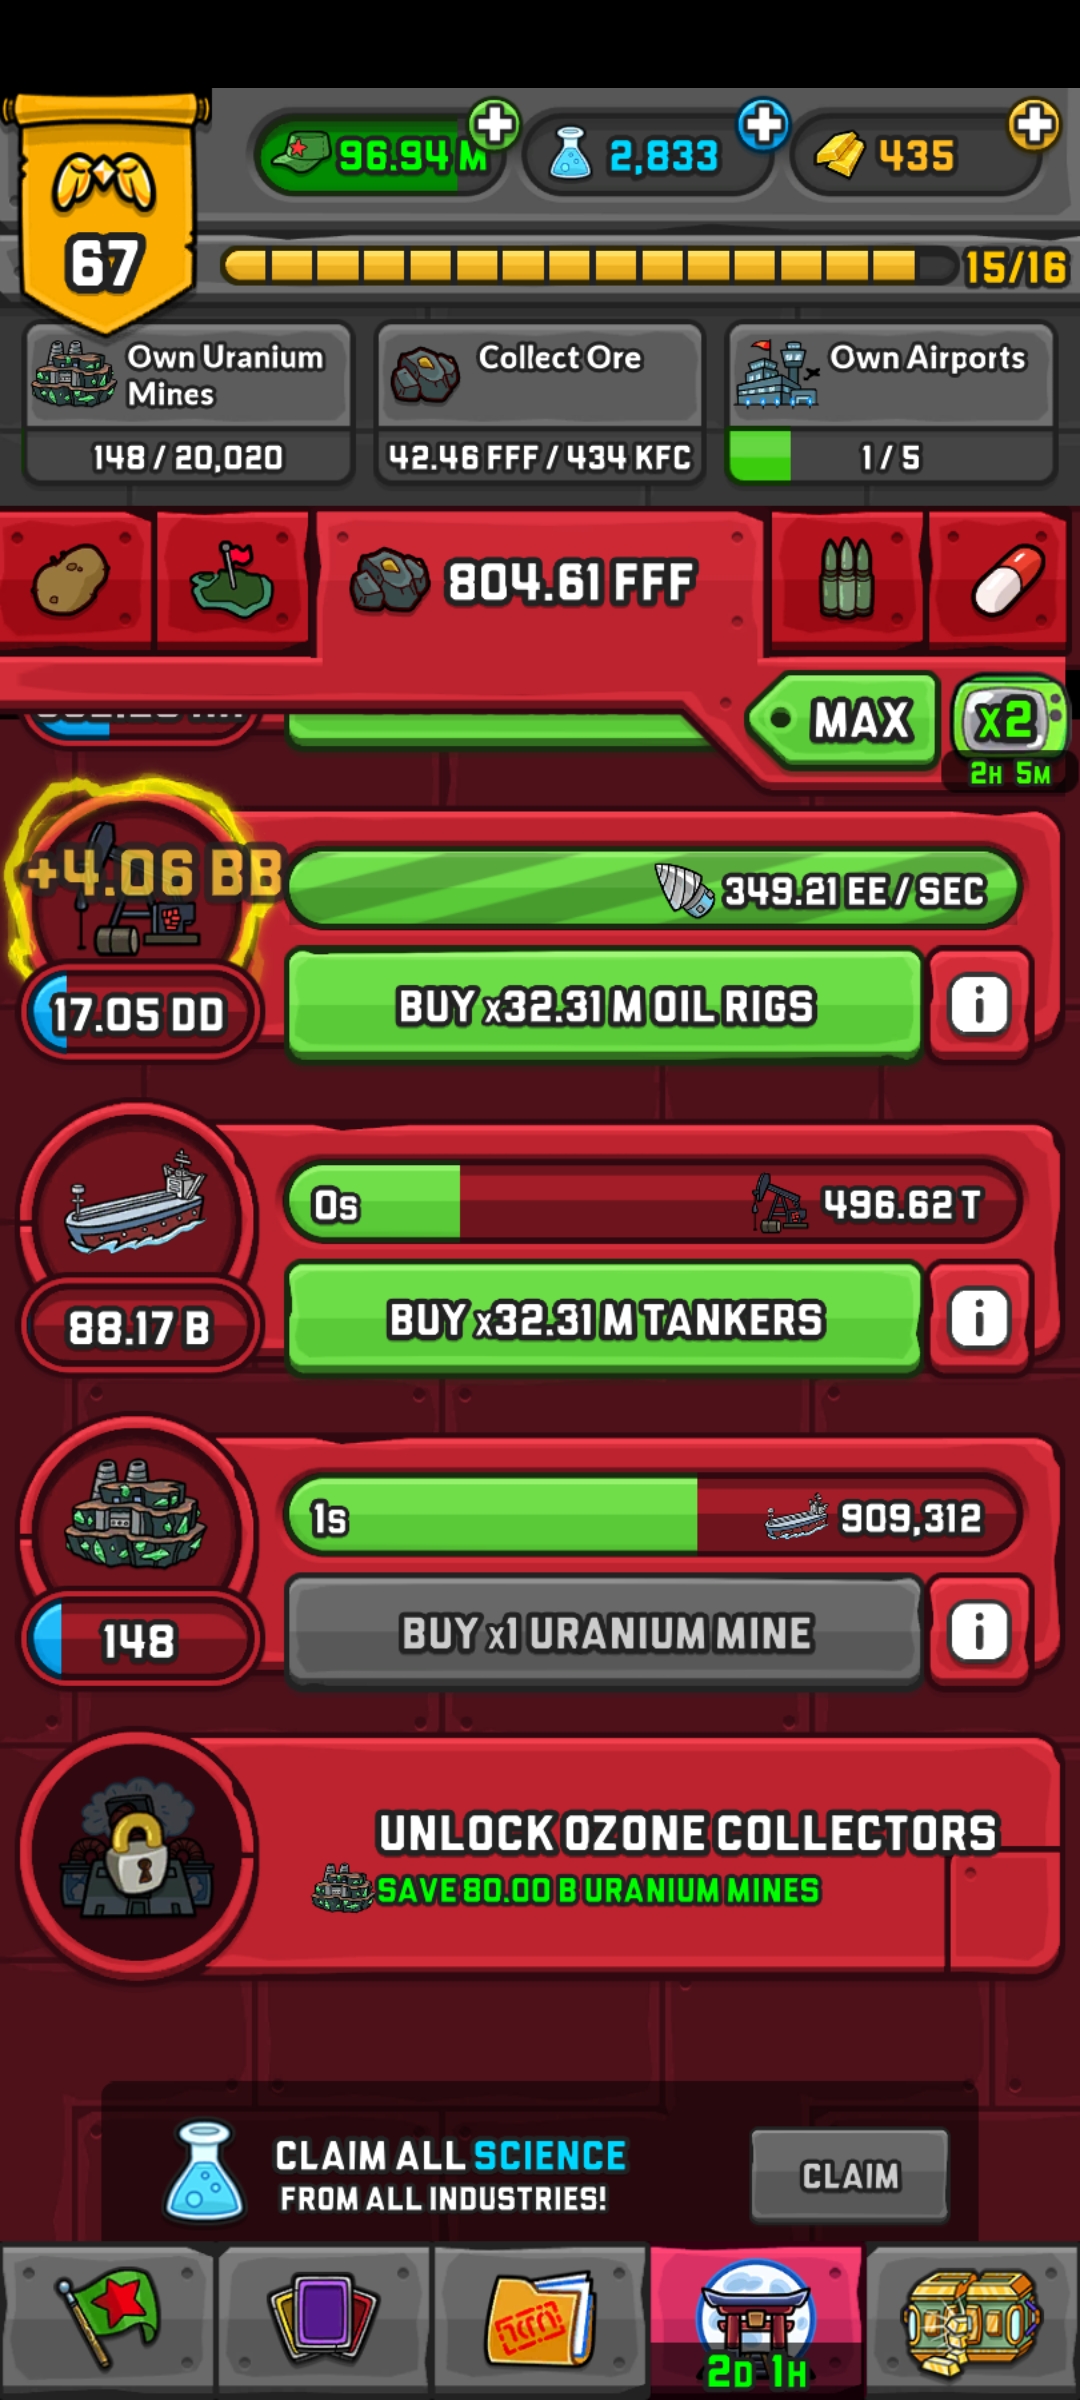 96.94 M
2,833
435
67
15/16
Own Uranium
Mines
148 / 20,020
Collect Ore
42.46 FFF / 434 KFC
Own Airports
1 / 5
804.61 FFF
MAX
x2
2H 5M
+4.06 BB
349.21 EE / SEC
17.05 DD
BUY x32.31 M OIL RIGS
i
0s
496.62 T
88.17 B
BUY x32.31 M TANKERS
i
1s
909,312
148
BUY x1 URANIUM MINE
i
UNLOCK OZONE COLLECTORS
SAVE 80.00 B URANIUM MINES
CLAIM ALL SCIENCE
FROM ALL INDUSTRIES!
CLAIM
2D 1H